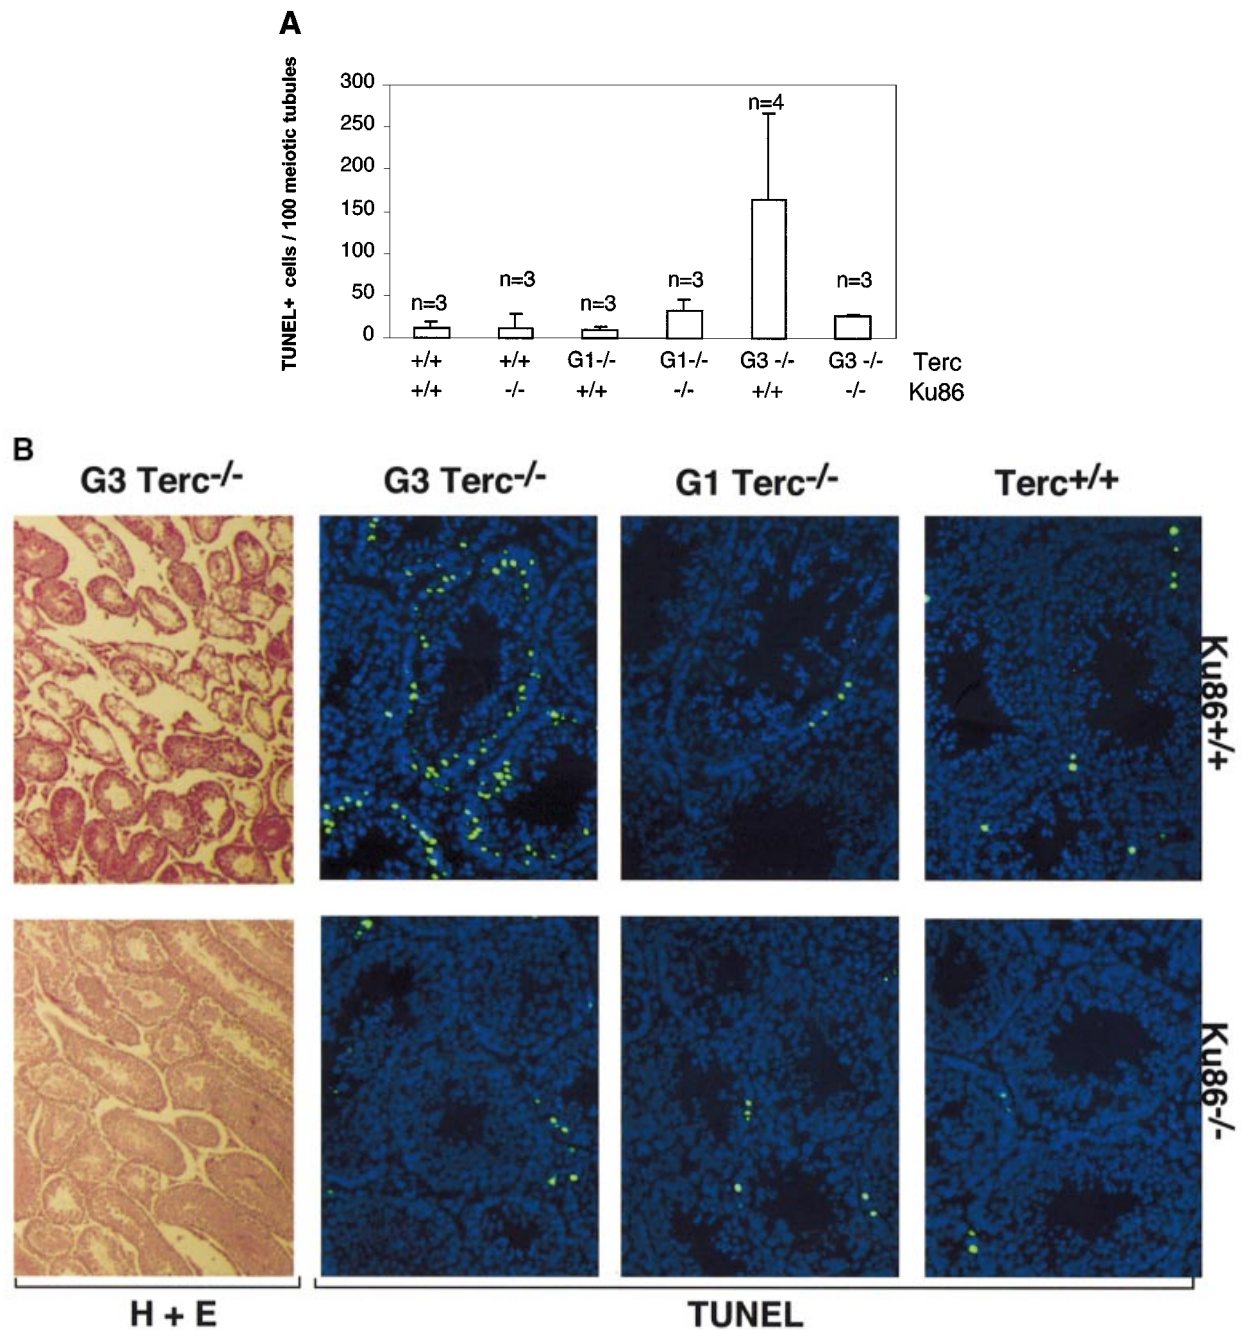 A
TUNEL+ cells / 100 meiotic tubules
300
250
200
150
100
50
0
n=3
n=3
n=3
n=3
n=4
n=3
+/+ +/+ G1-/- G1-/- G3 -/- G3 -/- Terc
+/+ -/- +/+ -/- +/+ -/- Ku86
B
G3 Terc-/- G3 Terc-/- G1 Terc-/- Terc+/+
Ku86+/+
Ku86-/-
H + E TUNEL